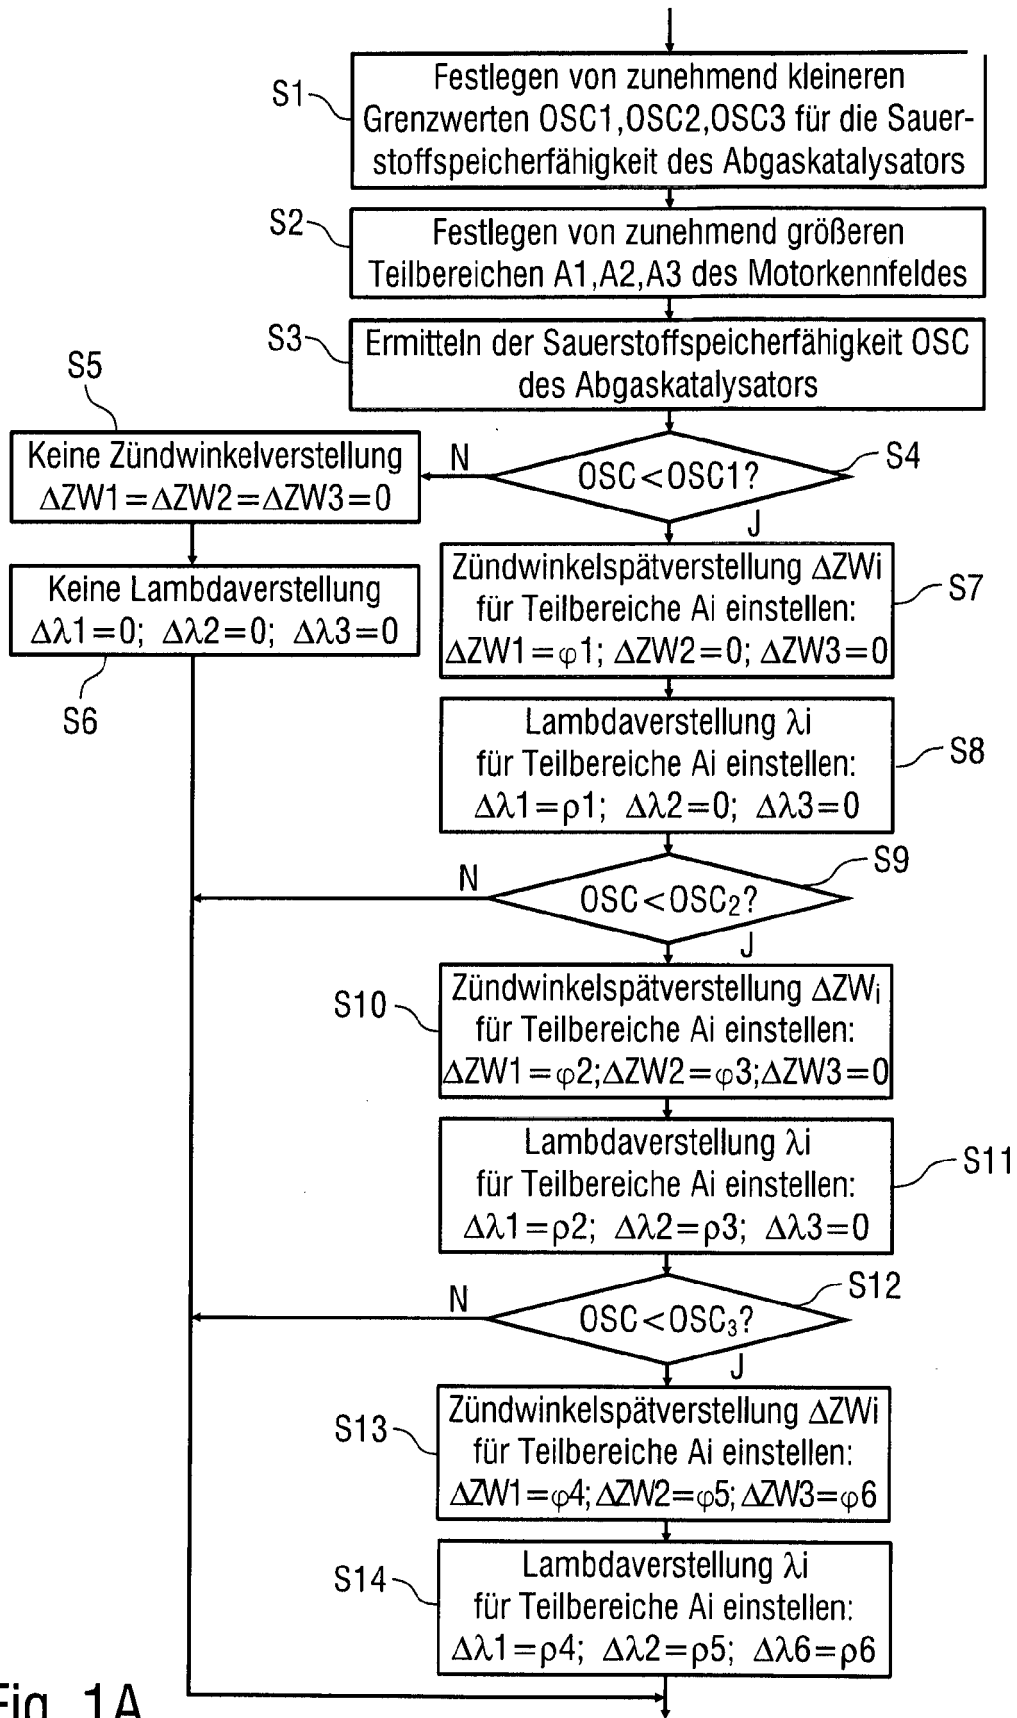 S1
Festlegen von zunehmend kleineren
Grenzwerten OSC1,OSC2,OSC3 für die Sauer-
stoffspeicherfähigkeit des Abgaskatalysators
S2
Festlegen von zunehmend größeren
Teilbereichen A1,A2,A3 des Motorkennfeldes
S3
Ermitteln der Sauerstoffspeicherfähigkeit OSC
des Abgaskatalysators
S4
OSC<OSC1?
N
J
S5
Keine Zündwinkelverstellung
ΔZW1=ΔZW2=ΔZW3=0
Keine Lambdaverstellung
Δλ1=0; Δλ2=0; Δλ3=0
S6
Zündwinkelspätverstellung ΔZWi
für Teilbereiche Ai einstellen:
ΔZW1=φ1; ΔZW2=0; ΔZW3=0
S7
Lambdaverstellung λi
für Teilbereiche Ai einstellen:
Δλ1=ρ1; Δλ2=0; Δλ3=0
S8
S9
OSC<OSC₂?
N
J
S10
Zündwinkelspätverstellung ΔZWi
für Teilbereiche Ai einstellen:
ΔZW1=φ2;ΔZW2=φ3;ΔZW3=0
Lambdaverstellung λi
für Teilbereiche Ai einstellen:
Δλ1=ρ2; Δλ2=ρ3; Δλ3=0
S11
S12
OSC<OSC₃?
N
J
S13
Zündwinkelspätverstellung ΔZWi
für Teilbereiche Ai einstellen:
ΔZW1=φ4;ΔZW2=φ5;ΔZW3=φ6
S14
Lambdaverstellung λi
für Teilbereiche Ai einstellen:
Δλ1=ρ4; Δλ2=ρ5; Δλ6=ρ6
Fig. 1A